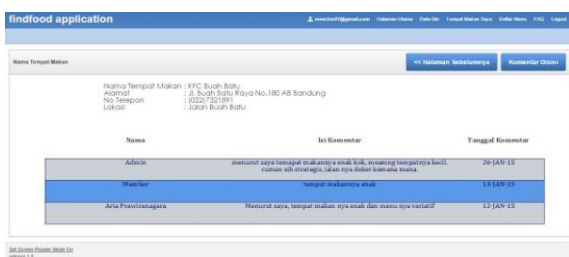 findfood application
Halaman Utama Data Diri Tempat Makan Saya Daftar Menu FAQ Logout
Nama Tempat Makan
<< Halaman Sebelumnya Komentar Disini
Nama Tempat Makan : KFC Buah Batu
Alamat : Jl. Buah Batu Raya No.180 AB Bandung
No Telepon : (022)7321891
Lokasi : Jalan Buah Batu
Nama Isi Komentar Tanggal Komentar
Admin menurut saya temapat makannya enak kok, meamng tempatnya kecil. 26-JAN-15
cuman sih strategis, jalan nya deket kemana mana.
Member tempat makannya enak 13-JAN-15
Aria Prawiranagara Menurut saya, tempat makan nya enak dan menu nya variatif 12-JAN-15
Set Screen Reader Mode On